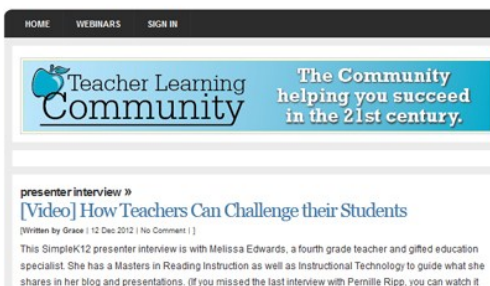 HOME WEBINARS SIGN IN
Teacher Learning
Community
The Community
helping you succeed
in the 21st century.
presenter interview »
[Video] How Teachers Can Challenge their Students
[Written by Grace | 12 Dec 2012 | No Comment | ]
This SimpleK12 presenter interview is with Melissa Edwards, a fourth grade teacher and gifted education
specialist. She has a Masters in Reading Instruction as well as Instructional Technology to guide what she
shares in her blog and presentations. (If you missed the last interview with Pernille Ripp, you can watch it